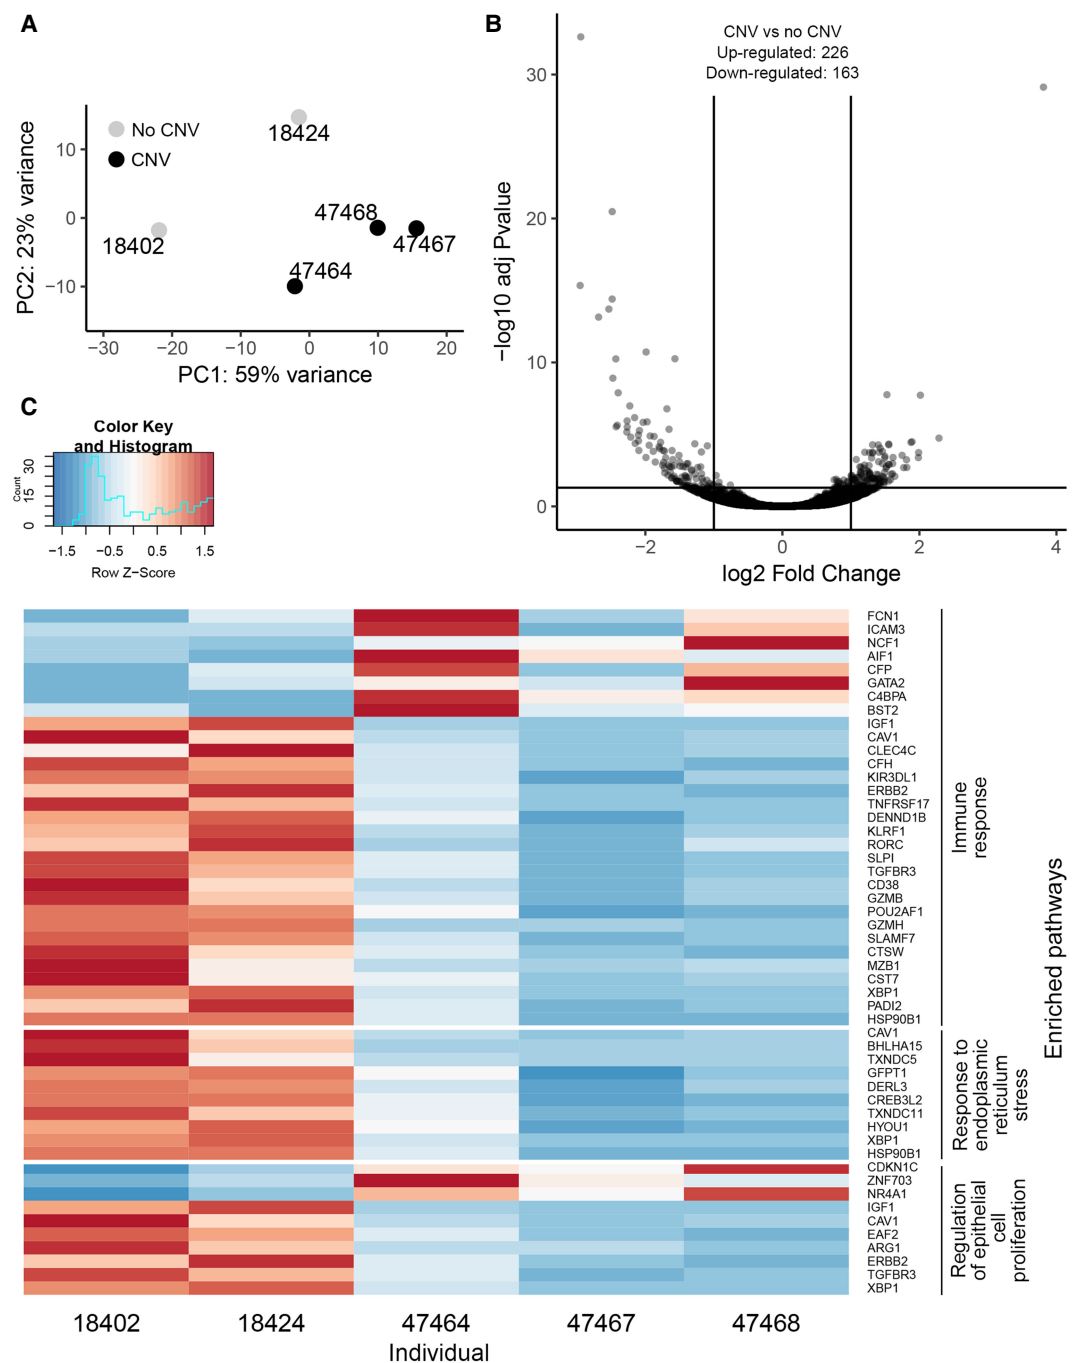 A
No CNV
CNV
18424
18402
47468
47467
47464
10
0
−10
−30
−20
−10
0
10
20
PC2: 23% variance
PC1: 59% variance
B
CNV vs no CNV
Up-regulated: 226
Down-regulated: 163
30
20
10
0
−2
0
2
4
−log10 adj Pvalue
log2 Fold Change
C
Color Key
and Histogram
Count
0
15
30
−1.5
−0.5
0.5
1.5
Row Z−Score
FCN1
ICAM3
NCF1
AIF1
CFP
GATA2
C4BPA
BST2
IGF1
CAV1
CLEC4C
CFH
KIR3DL1
ERBB2
TNFRSF17
DENND1B
KLRF1
RORC
SLPI
TGFBR3
CD38
GZMB
POU2AF1
GZMH
SLAMF7
CTSW
MZB1
CST7
XBP1
PADI2
HSP90B1
CAV1
BHLHA15
TXNDC5
GFPT1
DERL3
CREB3L2
TXNDC11
HYOU1
XBP1
HSP90B1
CDKN1C
ZNF703
NR4A1
IGF1
CAV1
EAF2
ARG1
ERBB2
TGFBR3
XBP1
Immune
response
Response to
endoplasmic
reticulum
stress
Regulation
of epithelial
cell
proliferation
Enriched pathways
18402
18424
47464
47467
47468
Individual